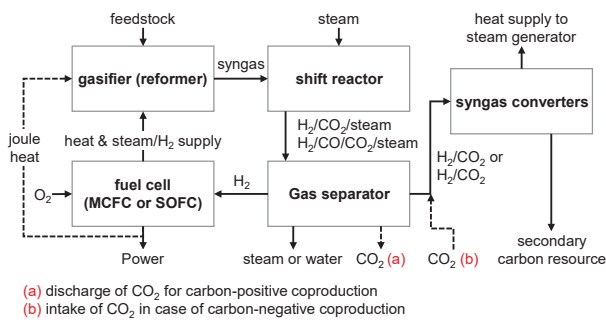 feedstock
steam
heat supply to
steam generator
gasifier (reformer)
syngas
shift reactor
syngas converters
joule
heat
heat & steam/H₂ supply
H₂/CO₂/steam
H₂/CO/CO₂/steam
H₂/CO₂ or
H₂/CO₂
O₂
fuel cell
(MCFC or SOFC)
H₂
Gas separator
Power
steam or water
CO₂ (a)
CO₂ (b)
secondary
carbon resource
(a) discharge of CO₂ for carbon-positive coproduction
(b) intake of CO₂ in case of carbon-negative coproduction